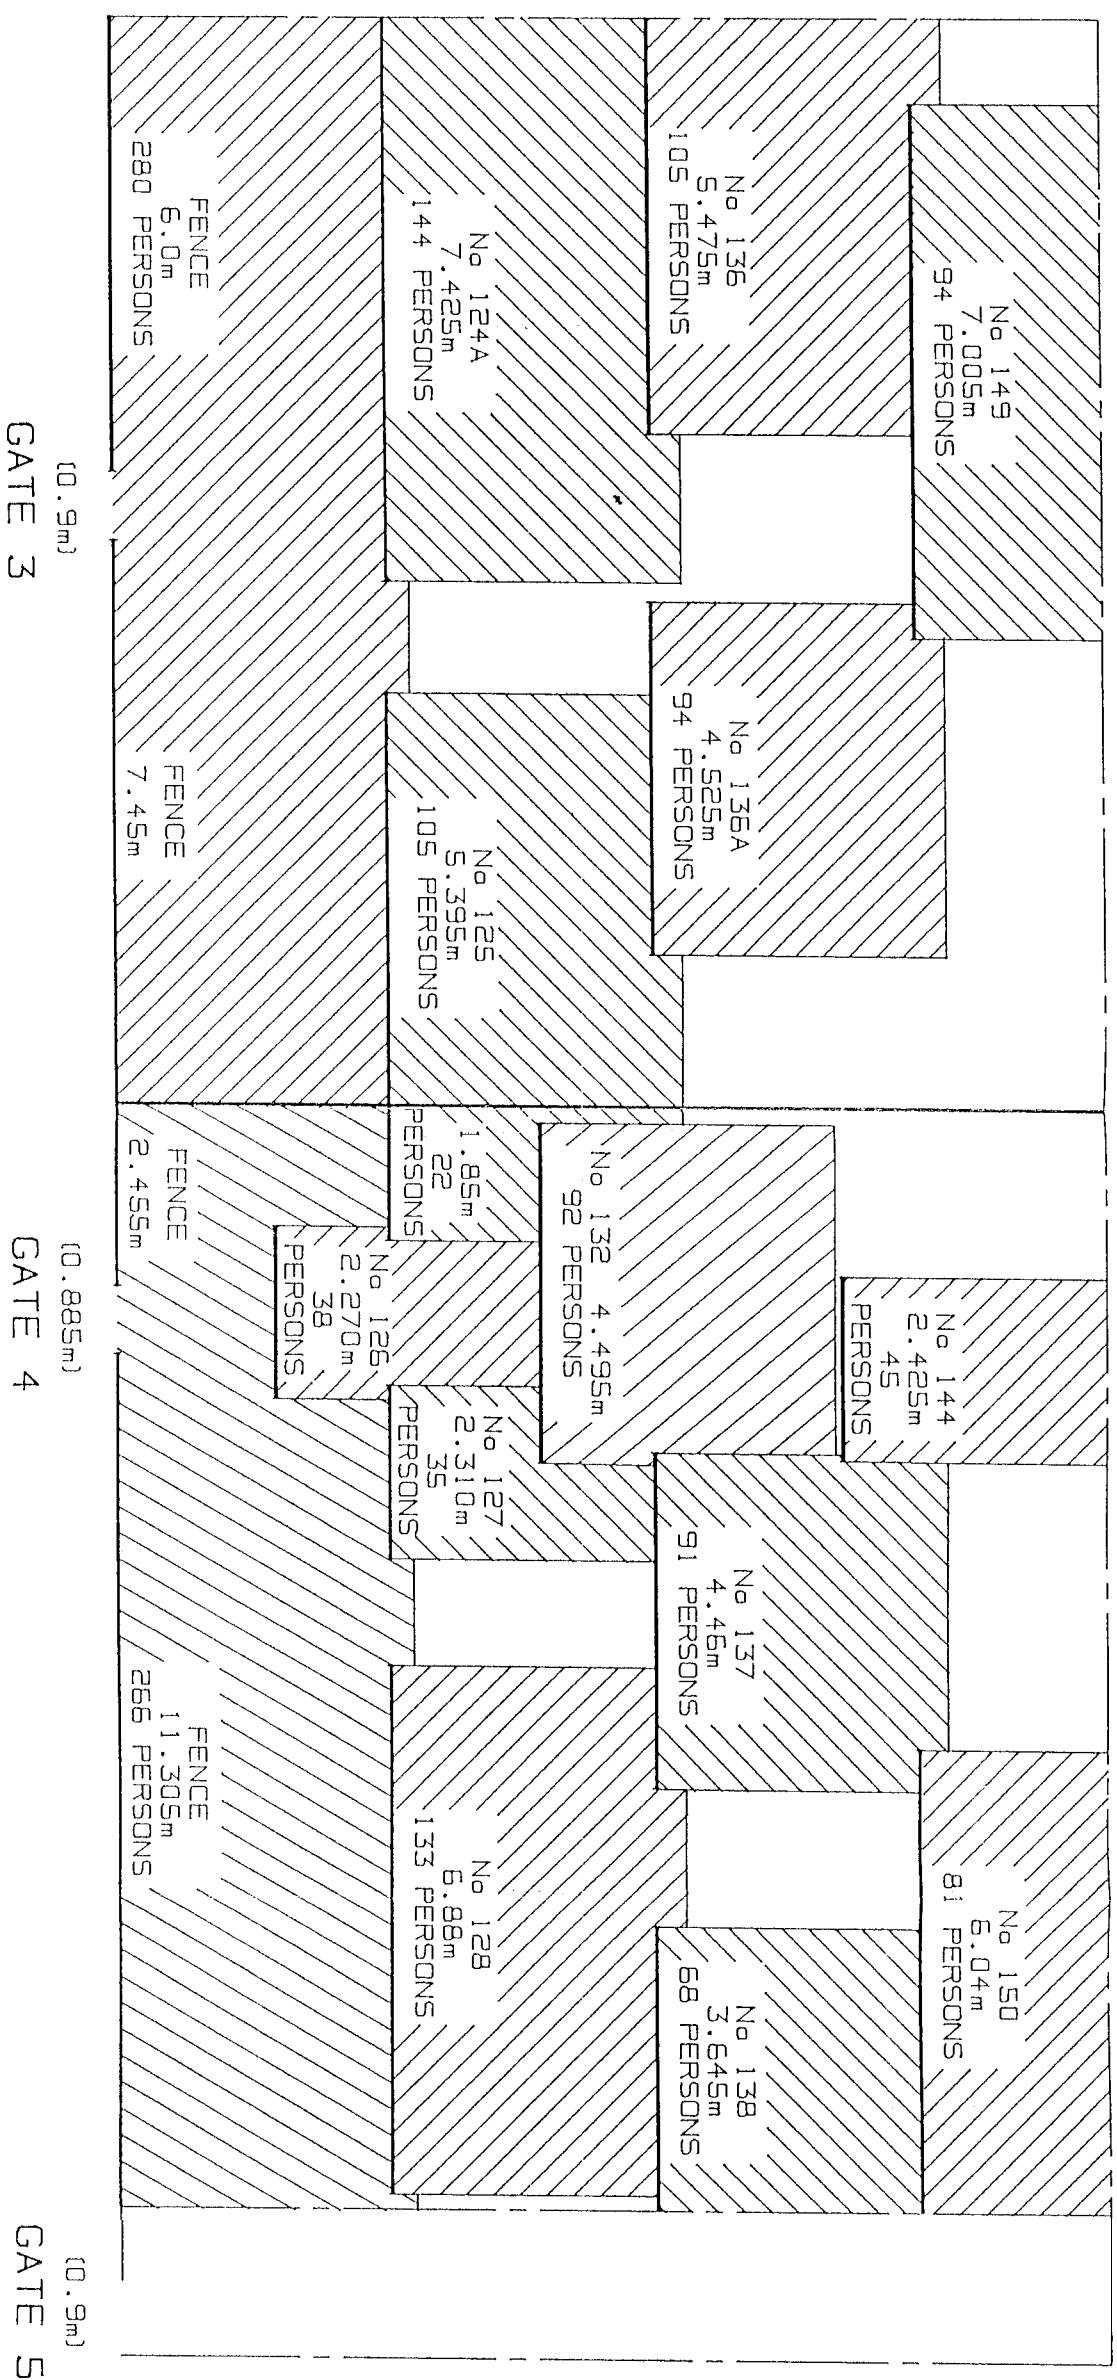 No 149
7.005m
94 PERSONS
No 136
5.475m
105 PERSONS
No 136A
4.525m
94 PERSONS
No 124A
7.425m
144 PERSONS
No 125
5.395m
105 PERSONS
FENCE
6.0m
280 PERSONS
FENCE
7.45m
(0.9m)
GATE 3
No 144
2.425m
45
PERSONS
No 150
6.04m
81 PERSONS
No 132 4.495m
92 PERSONS
No 137
4.46m
91 PERSONS
No 138
3.645m
68 PERSONS
1.85m
22
PERSONS
No 126
2.270m
38
PERSONS
No 127
2.310m
35
PERSONS
No 128
6.88m
133 PERSONS
FENCE
2.455m
FENCE
11.305m
266 PERSONS
(0.885m)
GATE 4
(0.9m)
GATE 5